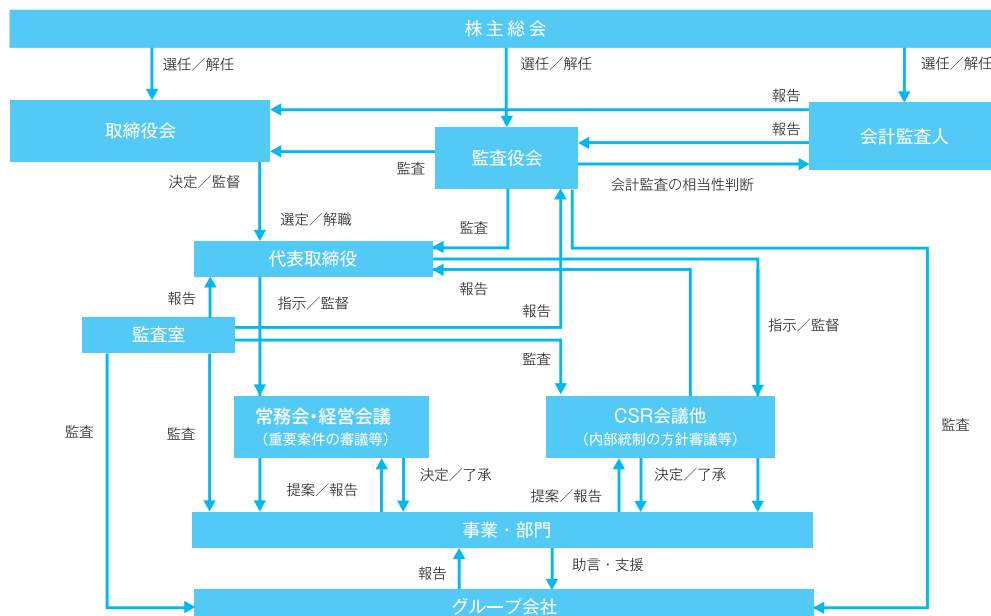 株主総会
選任／解任
選任／解任
選任／解任
報告
取締役会
会計監査人
報告
監査役会
監査
決定／監督
会計監査の相当性判断
選定／解職
監査
代表取締役
報告
報告
指示／監督
報告
指示／監督
監査室
監査
常務会・経営会議
（重要案件の審議等）
CSR会議他
（内部統制の方針審議等）
監査
監査
監査
決定／了承
決定／了承
提案／報告
提案／報告
事業・部門
報告
助言・支援
グループ会社